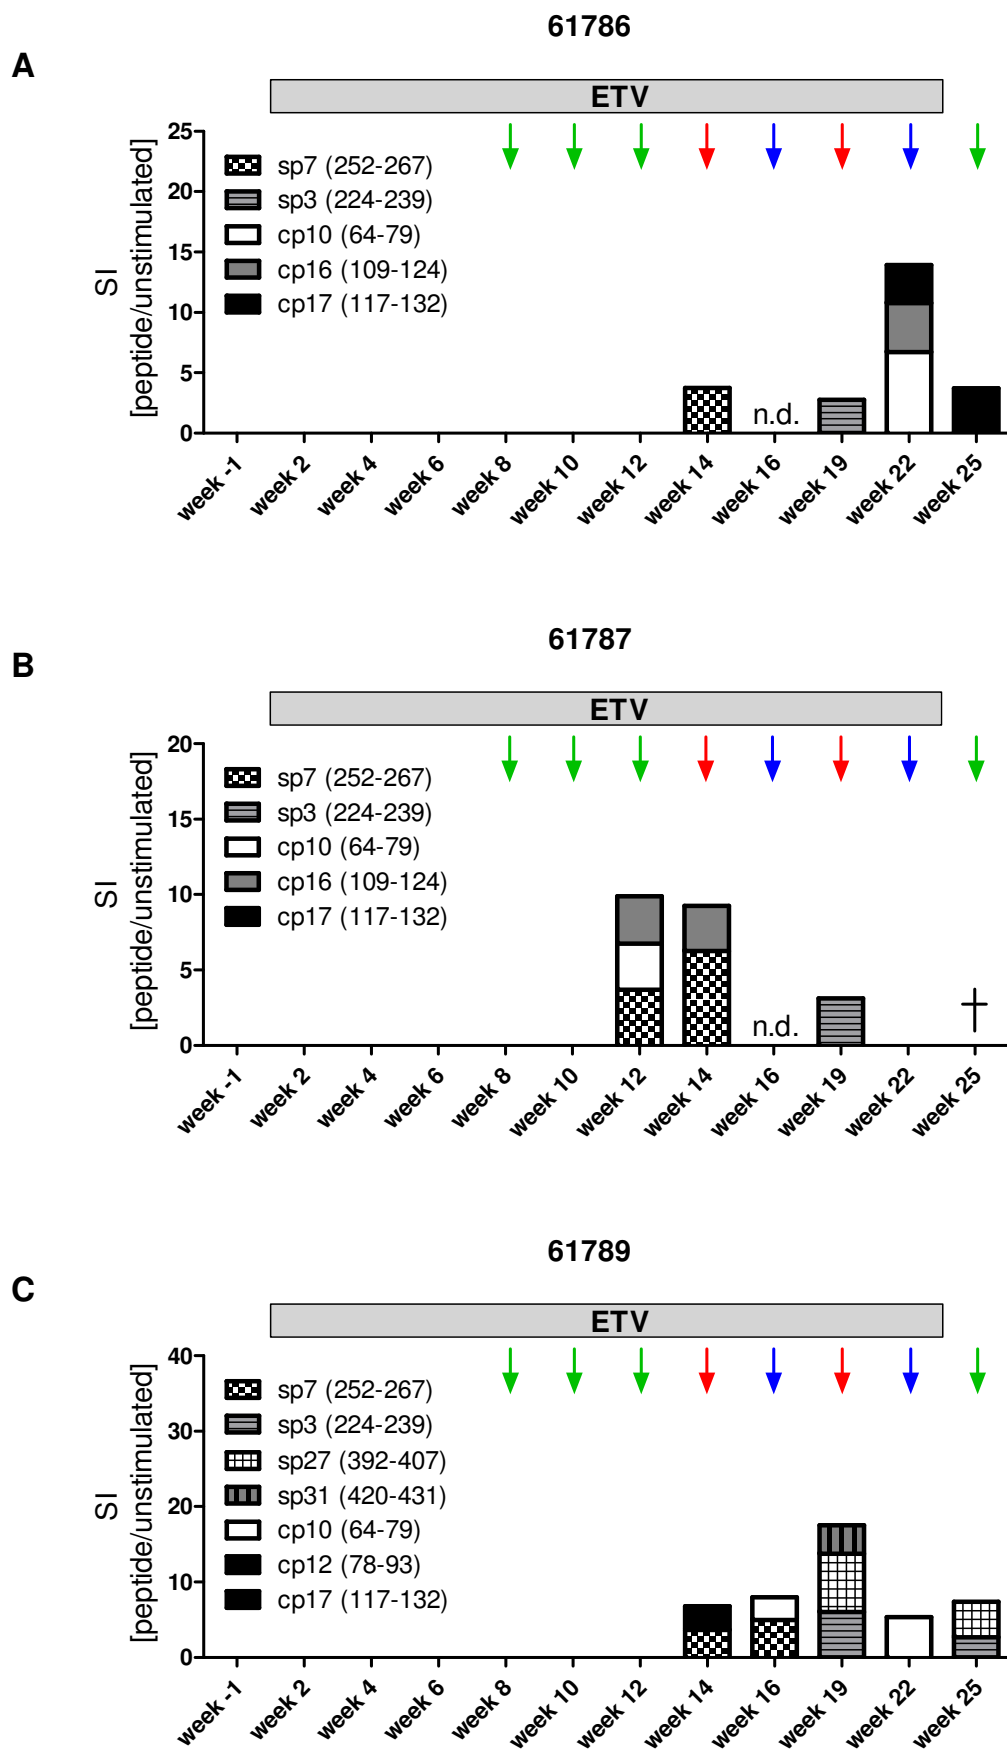 61786
A
ETV
SI
[peptide/unstimulated]
25
20
15
10
5
0
sp7 (252-267)
sp3 (224-239)
cp10 (64-79)
cp16 (109-124)
cp17 (117-132)
n.d.
week -1
week 2
week 4
week 6
week 8
week 10
week 12
week 14
week 16
week 19
week 22
week 25
61787
B
ETV
SI
[peptide/unstimulated]
20
15
10
5
0
sp7 (252-267)
sp3 (224-239)
cp10 (64-79)
cp16 (109-124)
cp17 (117-132)
n.d.
†
week -1
week 2
week 4
week 6
week 8
week 10
week 12
week 14
week 16
week 19
week 22
week 25
61789
C
ETV
SI
[peptide/unstimulated]
40
30
20
10
0
sp7 (252-267)
sp3 (224-239)
sp27 (392-407)
sp31 (420-431)
cp10 (64-79)
cp12 (78-93)
cp17 (117-132)
week -1
week 2
week 4
week 6
week 8
week 10
week 12
week 14
week 16
week 19
week 22
week 25